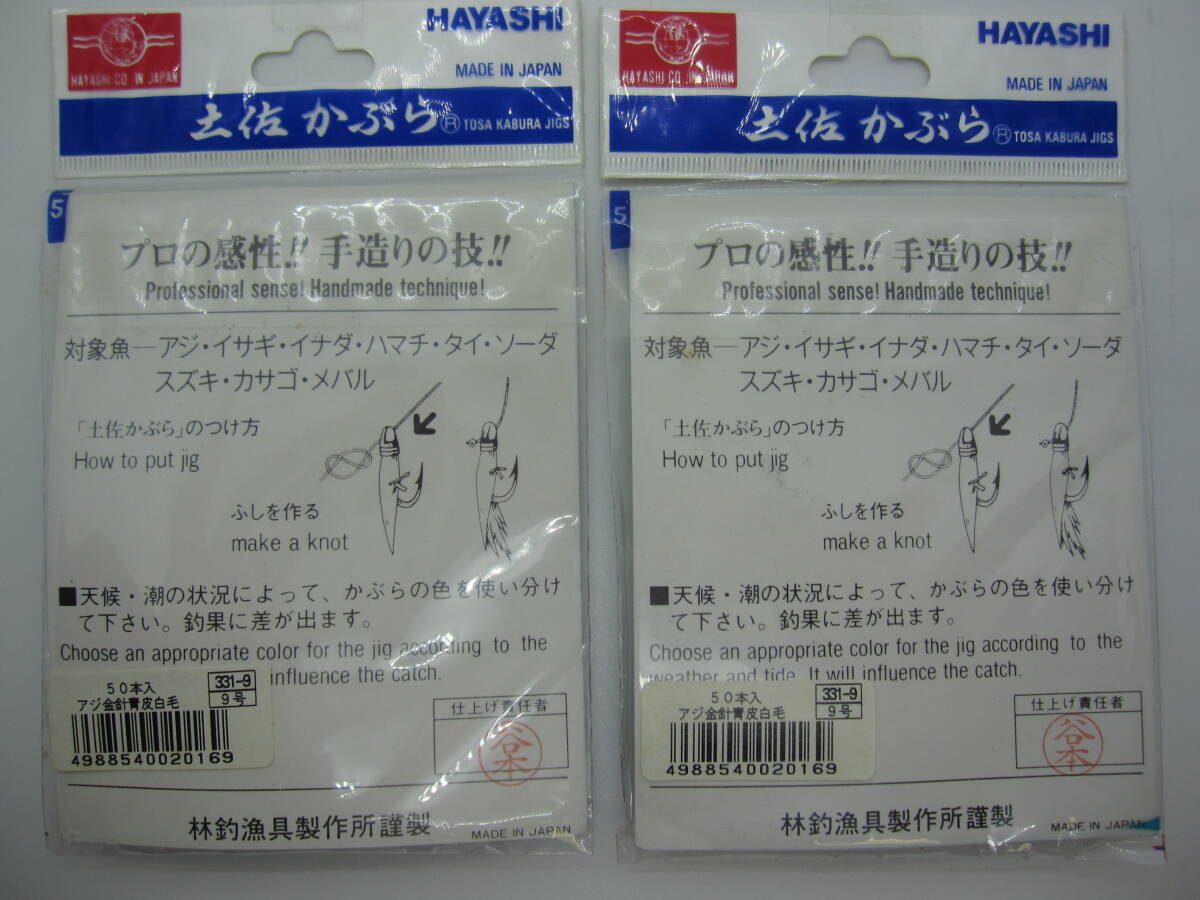 HAYASHI CO IN JAPAN
HAYASHI
MADE IN JAPAN
土佐かぶら® TOSA KABURA JIGS
5
プロの感性!! 手造りの技!!
Professional sense! Handmade technique!
対象魚―アジ・イサギ・イナダ・ハマチ・タイ・ソーダ
スズキ・カサゴ・メバル
「土佐かぶら」のつけ方
How to put jig
ふしを作る
make a knot
■天候・潮の状況によって、かぶらの色を使い分け
て下さい。釣果に差が出ます。
Choose an appropriate color for the jig according to the
influence the catch.
50本入
アジ金針青皮白毛
331-9
9号
4988540020169
仕上げ責任者
谷本
林釣漁具製作所謹製
MADE IN JAPAN
HAYASHI CO. IN JAPAN
HAYASHI
MADE IN JAPAN
土佐かぶら® TOSA KABURA JIGS
5
プロの感性!! 手造りの技!!
Professional sense! Handmade technique!
対象魚―アジ・イサギ・イナダ・ハマチ・タイ・ソーダ
スズキ・カサゴ・メバル
「土佐かぶら」のつけ方
How to put jig
ふしを作る
make a knot
■天候・潮の状況によって、かぶらの色を使い分け
て下さい。釣果に差が出ます。
Choose an appropriate color for the jig according to the
weather and tide. It will influence the catch.
50本入
アジ金針青皮白毛
331-9
9号
4988540020169
仕上げ責任者
谷本
林釣漁具製作所謹製
MADE IN JAPAN